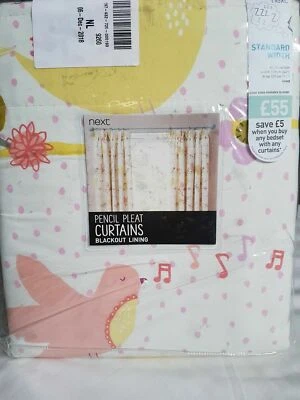 06-Dec-2018
NL
9260
STANDARD
WIDTH
£55
save £5
when you buy
any bedset
with any
curtains*
next
PENCIL PLEAT
CURTAINS
BLACKOUT LINING